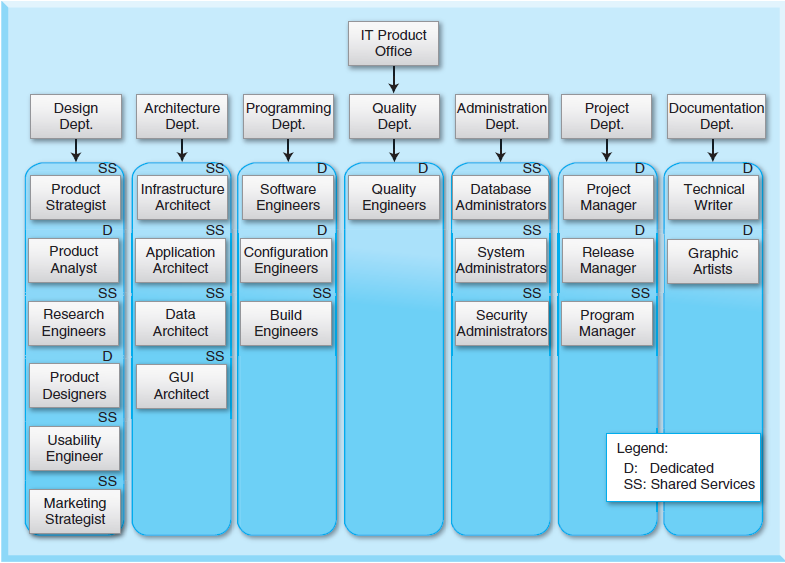 IT Product
Office
Design
Dept.
Architecture
Dept.
Programming
Dept.
Quality
Dept.
Administration
Dept.
Project
Dept.
Documentation
Dept.
SS
Product
Strategist
D
Product
Analyst
SS
Research
Engineers
D
Product
Designers
SS
Usability
Engineer
SS
Marketing
Strategist
SS
Infrastructure
Architect
SS
Application
Architect
SS
Data
Architect
SS
GUI
Architect
D
Software
Engineers
D
Configuration
Engineers
SS
Build
Engineers
D
Quality
Engineers
SS
Database
Administrators
SS
System
Administrators
SS
Security
Administrators
D
Project
Manager
D
Release
Manager
SS
Program
Manager
D
Technical
Writer
D
Graphic
Artists
Legend:
D: Dedicated
SS: Shared Services